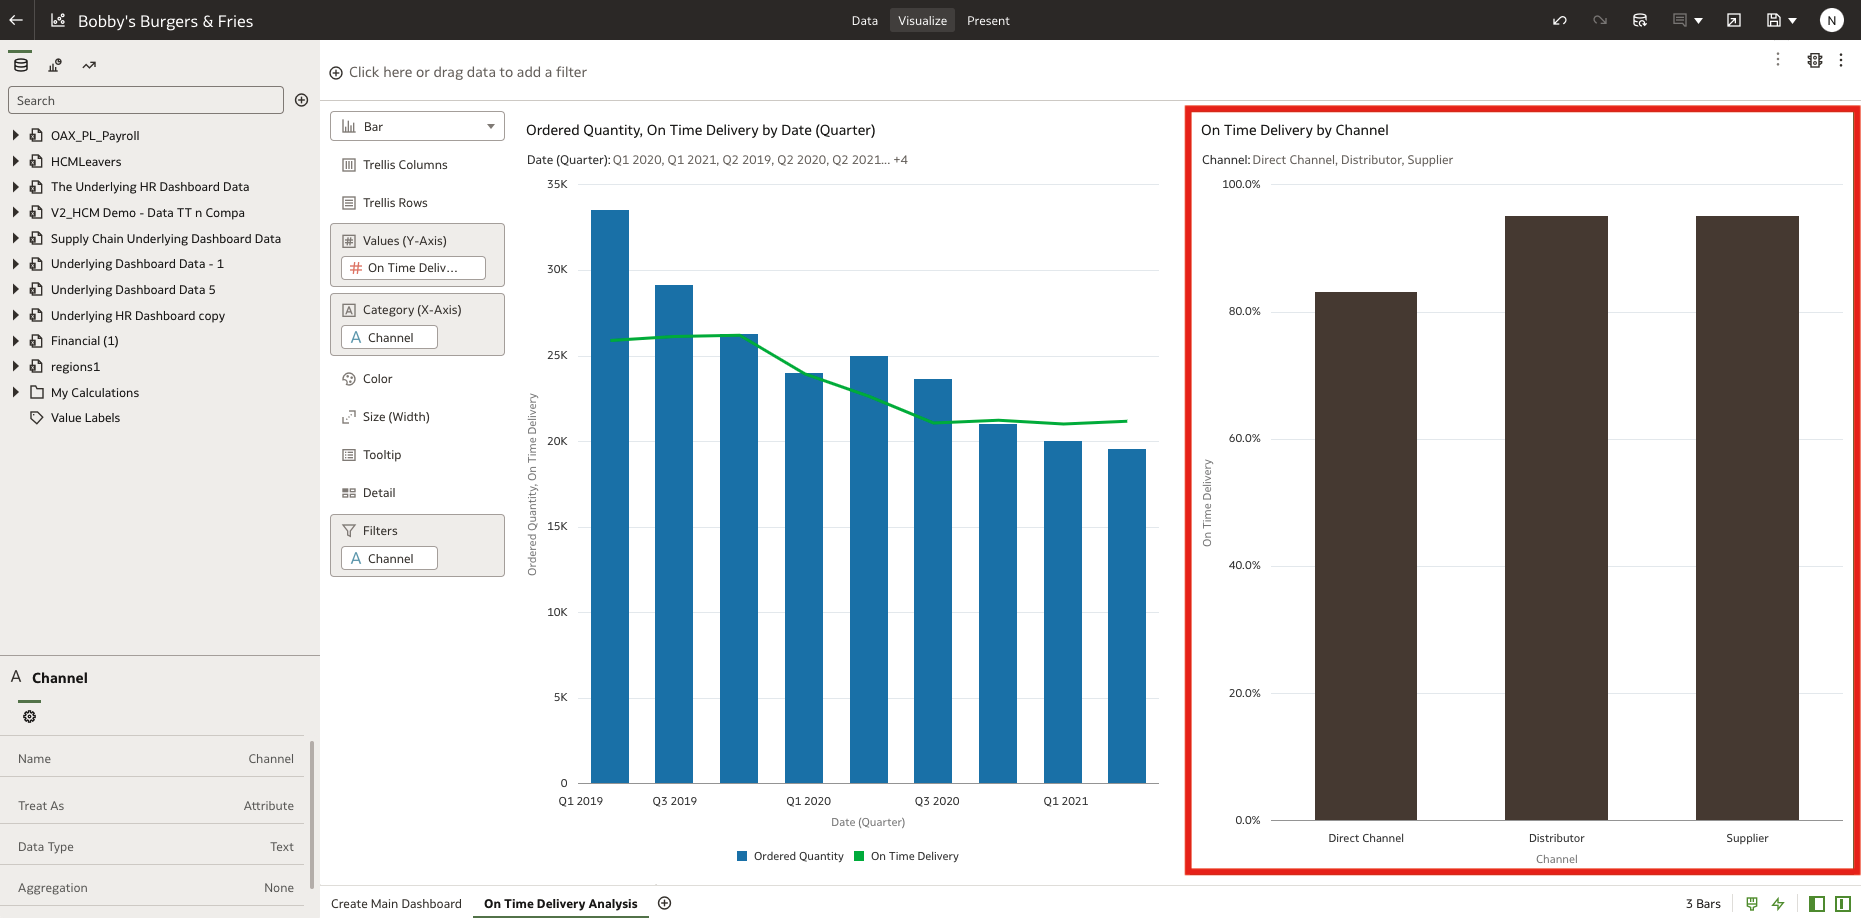 Bobby's Burgers & Fries
Data Visualize Present
N
Search
OAX_PL_Payroll
HCMLeavers
The Underlying HR Dashboard Data
V2_HCM Demo - Data TT n Compa
Supply Chain Underlying Dashboard Data
Underlying Dashboard Data - 1
Underlying Dashboard Data 5
Underlying HR Dashboard copy
Financial (1)
regions1
My Calculations
Value Labels
A Channel
Name Channel
Treat As Attribute
Data Type Text
Aggregation None
Click here or drag data to add a filter
Bar
Trellis Columns
Trellis Rows
Values (Y-Axis)
# On Time Deliv...
Category (X-Axis)
A Channel
Color
Size (Width)
Tooltip
Detail
Filters
A Channel
Ordered Quantity, On Time Delivery by Date (Quarter)
Date (Quarter): Q1 2020, Q1 2021, Q2 2019, Q2 2020, Q2 2021... +4
35K
30K
25K
20K
15K
10K
5K
0
Ordered Quantity, On Time Delivery
Q1 2019 Q3 2019 Q1 2020 Q3 2020 Q1 2021
Date (Quarter)
Ordered Quantity On Time Delivery
On Time Delivery by Channel
Channel: Direct Channel, Distributor, Supplier
100.0%
80.0%
60.0%
40.0%
20.0%
0.0%
On Time Delivery
Direct Channel Distributor Supplier
Channel
Create Main Dashboard On Time Delivery Analysis
3 Bars